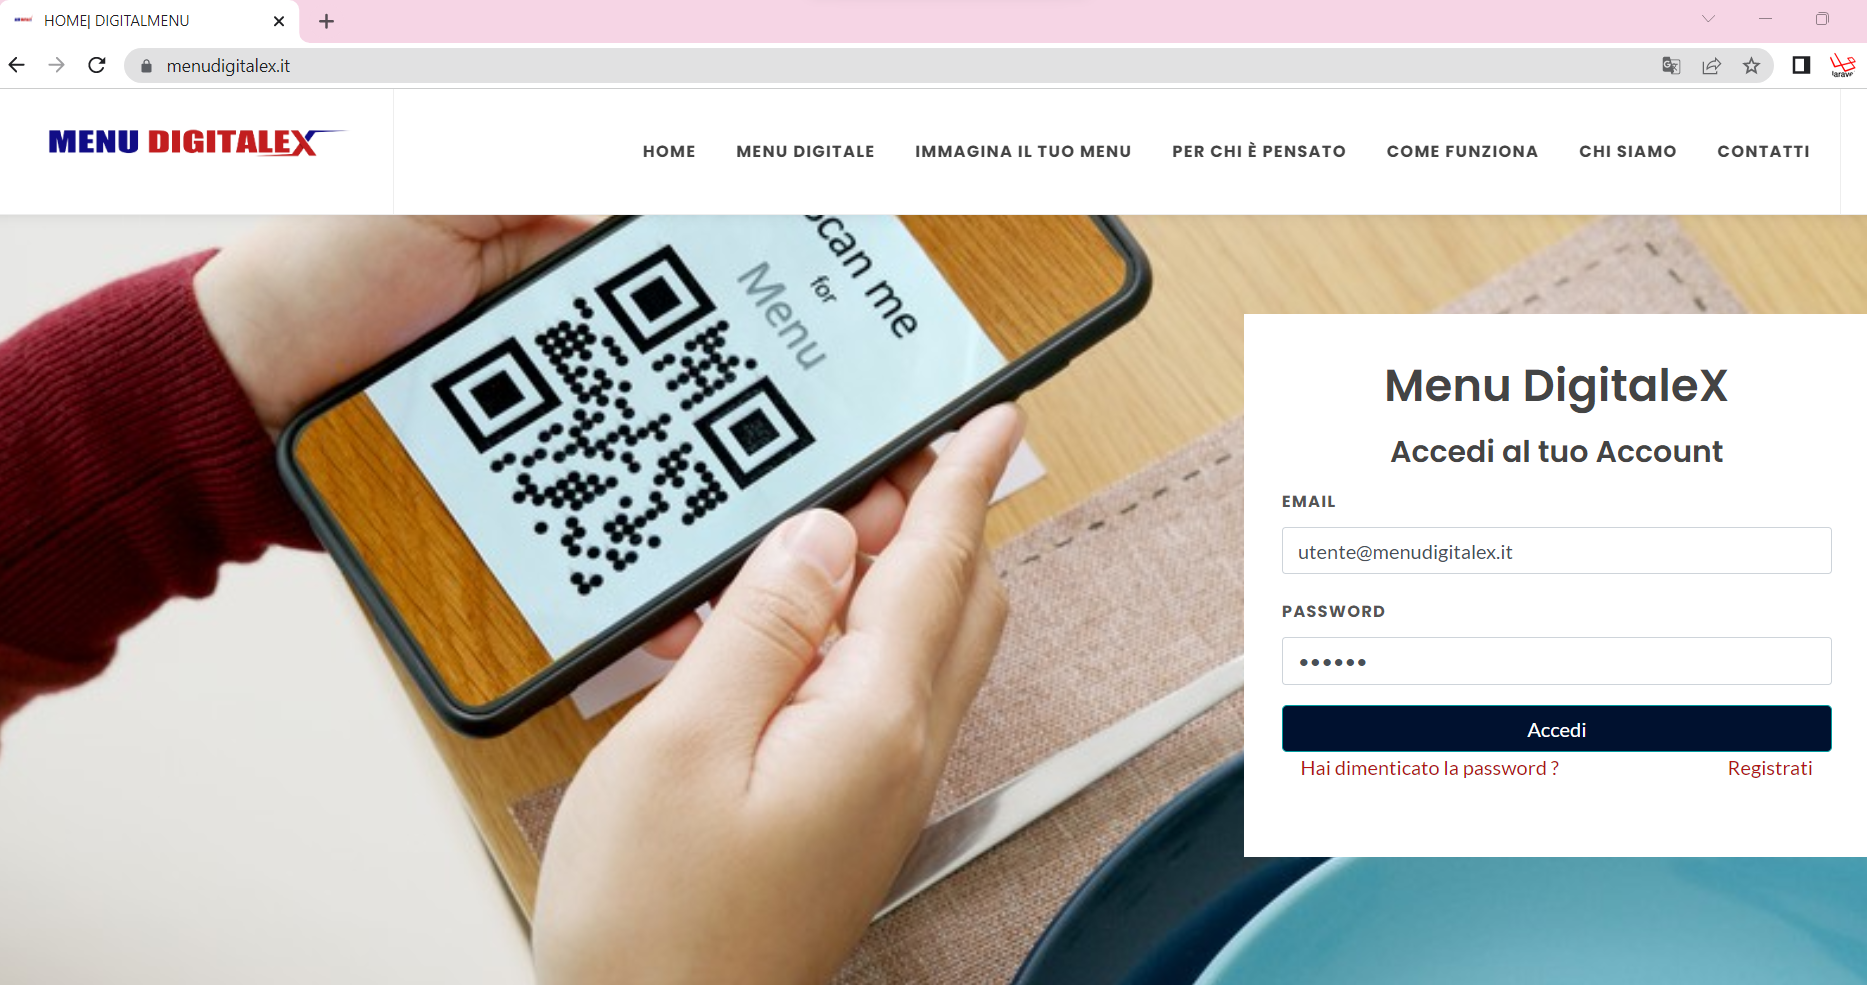 HOME| DIGITALMENU
menudigitalex.it
larave
MENU DIGITALEX
HOME MENU DIGITALE IMMAGINA IL TUO MENU PER CHI È PENSATO COME FUNZIONA CHI SIAMO CONTATTI
scan me
for
Menu
Menu DigitaleX
Accedi al tuo Account
EMAIL
utente@menudigitalex.it
PASSWORD
••••••
Accedi
Hai dimenticato la password ? Registrati